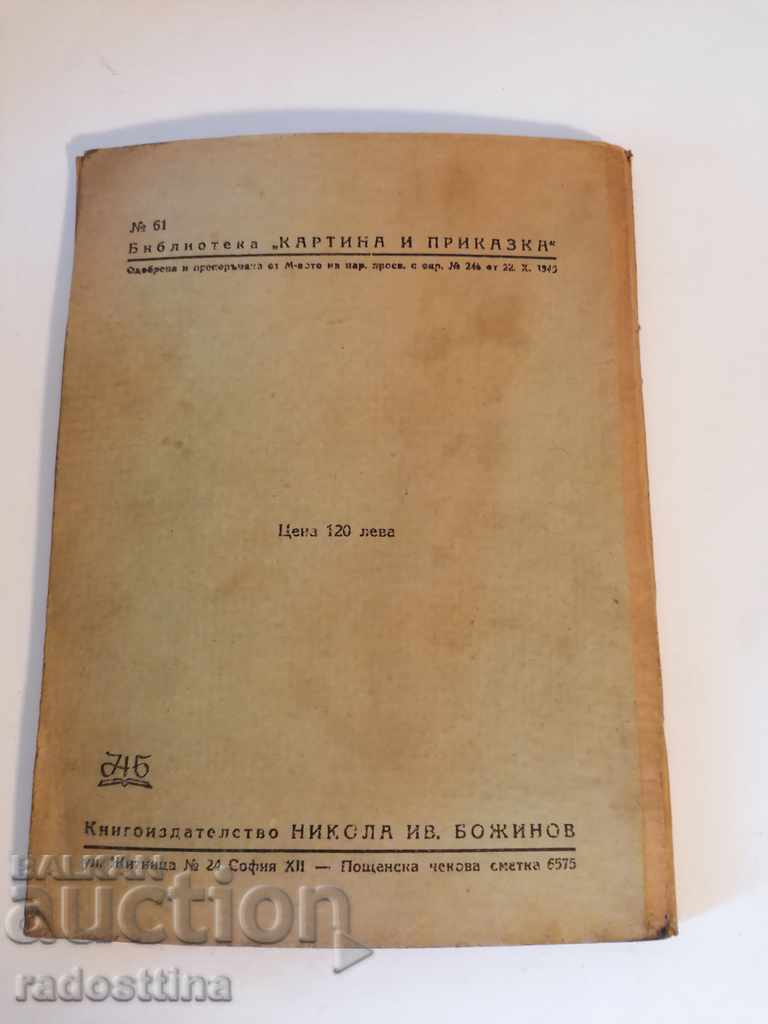 № 61
Библиотека „КАРТИНА И ПРИКАЗКА“
Одобрена и препоръчана от М-вото на нар. просв. с окр. № 246 от 22. X. 1945
Цена 120 лева
НБ
Книгоиздателство НИКОЛА ИВ. БОЖИНОВ
ул. Житница № 24 София XII — Пощенска чекова сметка 6575
BALKAN
auction
radosttina